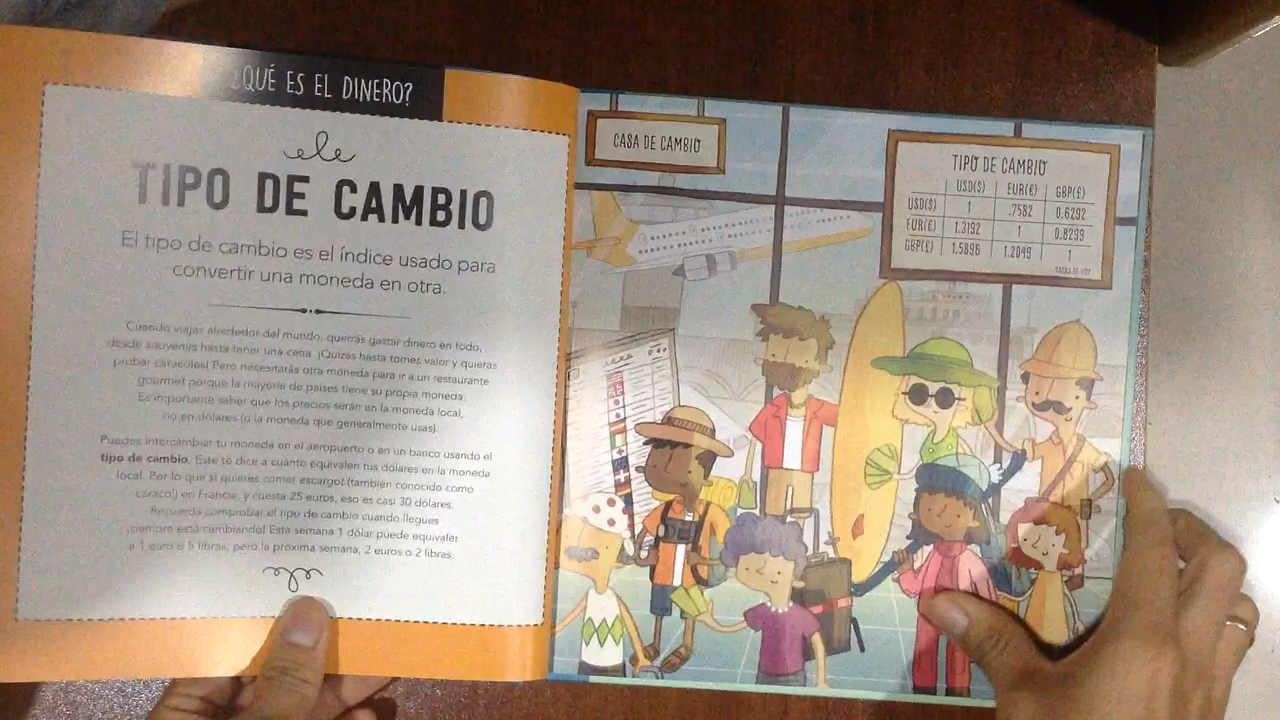 ¿QUÉ ES EL DINERO?
TIPO DE CAMBIO
El tipo de cambio es el índice usado para
convertir una moneda en otra.
Cuando viajas alrededor del mundo, querrás gastar dinero en todo,
desde souvenirs hasta tener una cena. ¡Quizás hasta tomes valor y quieras
probar caracoles! Pero necesitarás otra moneda para ir a un restaurante
gourmet porque la mayoría de países tiene su propia moneda.
Es importante saber que los precios serán en la moneda local,
no en dólares (o la moneda que generalmente usas).
Puedes intercambiar tu moneda en el aeropuerto o en un banco usando el
tipo de cambio. Este te dice a cuánto equivalen tus dólares en la moneda
local. Por lo que si quieres comer escargot (también conocido como
caracol) en Francia, y cuesta 25 euros, eso es casi 30 dólares.
Recuerda comprobar el tipo de cambio cuando llegues
¡siempre está cambiando! Esta semana 1 dólar puede equivaler
a 1 euro o 5 libras, pero la próxima semana, 2 euros o 2 libras.
CASA DE CAMBIO
TIPO DE CAMBIO
USD($) EUR(€) GBP(£)
USD($) 1 .7582 0.6292
EUR(€) 1.3192 1 0.8299
GBP(£) 1.5896 1.2049 1